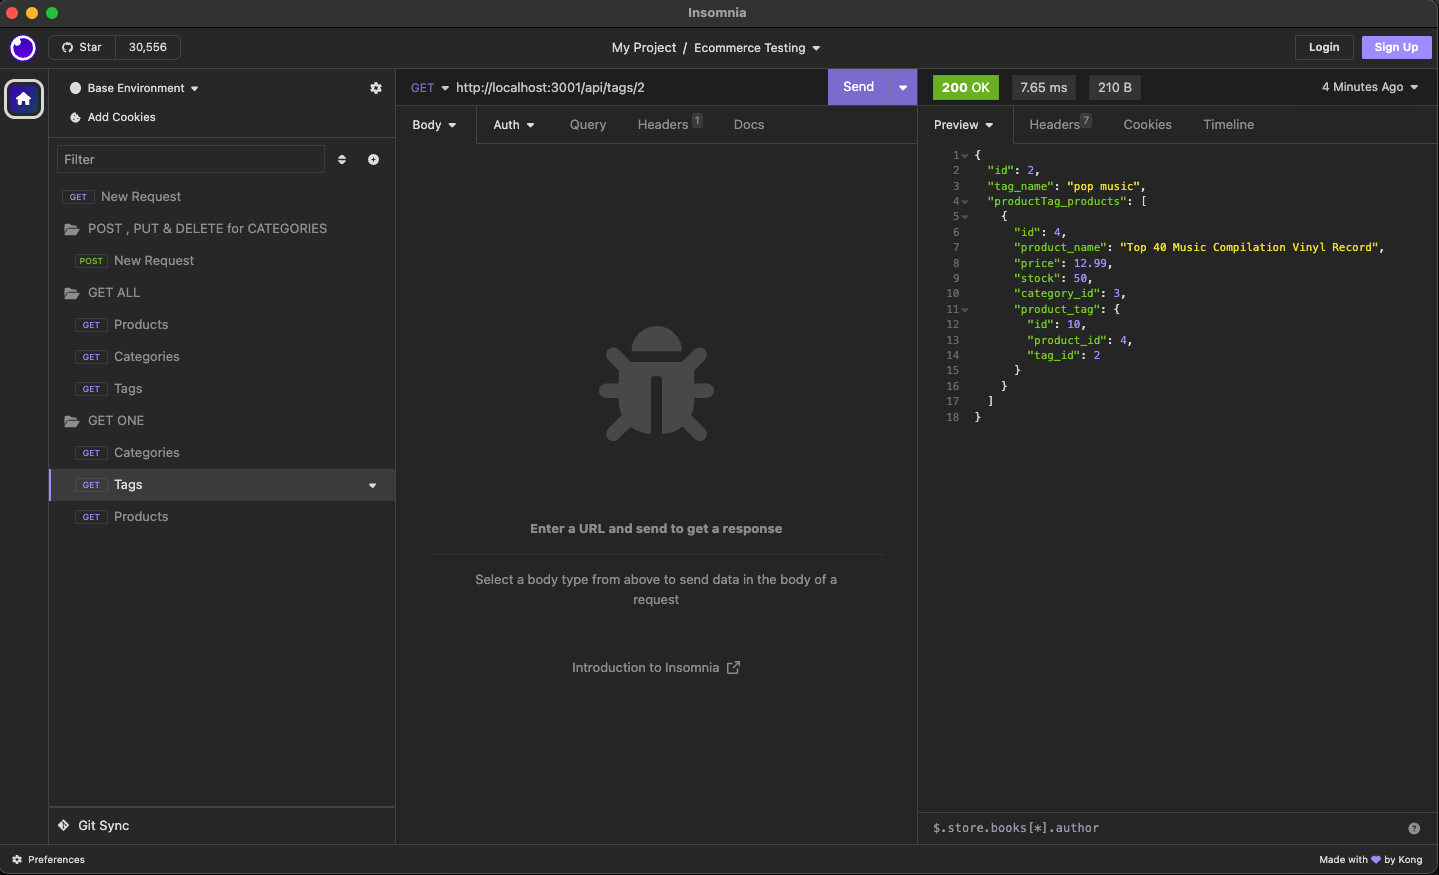 Insomnia
Star 30,556
My Project / Ecommerce Testing
Login Sign Up
Base Environment
Add Cookies
Filter
GET New Request
POST , PUT & DELETE for CATEGORIES
POST New Request
GET ALL
GET Products
GET Categories
GET Tags
GET ONE
GET Categories
GET Tags
GET Products
Git Sync
Preferences
GET http://localhost:3001/api/tags/2
Send
Body Auth Query Headers 1 Docs
Enter a URL and send to get a response
Select a body type from above to send data in the body of a
request
Introduction to Insomnia
200 OK 7.65 ms 210 B 4 Minutes Ago
Preview Headers 7 Cookies Timeline
1 {
2 "id": 2,
3 "tag_name": "pop music",
4 "productTag_products": [
5 {
6 "id": 4,
7 "product_name": "Top 40 Music Compilation Vinyl Record",
8 "price": 12.99,
9 "stock": 50,
10 "category_id": 3,
11 "product_tag": {
12 "id": 10,
13 "product_id": 4,
14 "tag_id": 2
15 }
16 }
17 ]
18 }
$.store.books[*].author
Made with 💜 by Kong